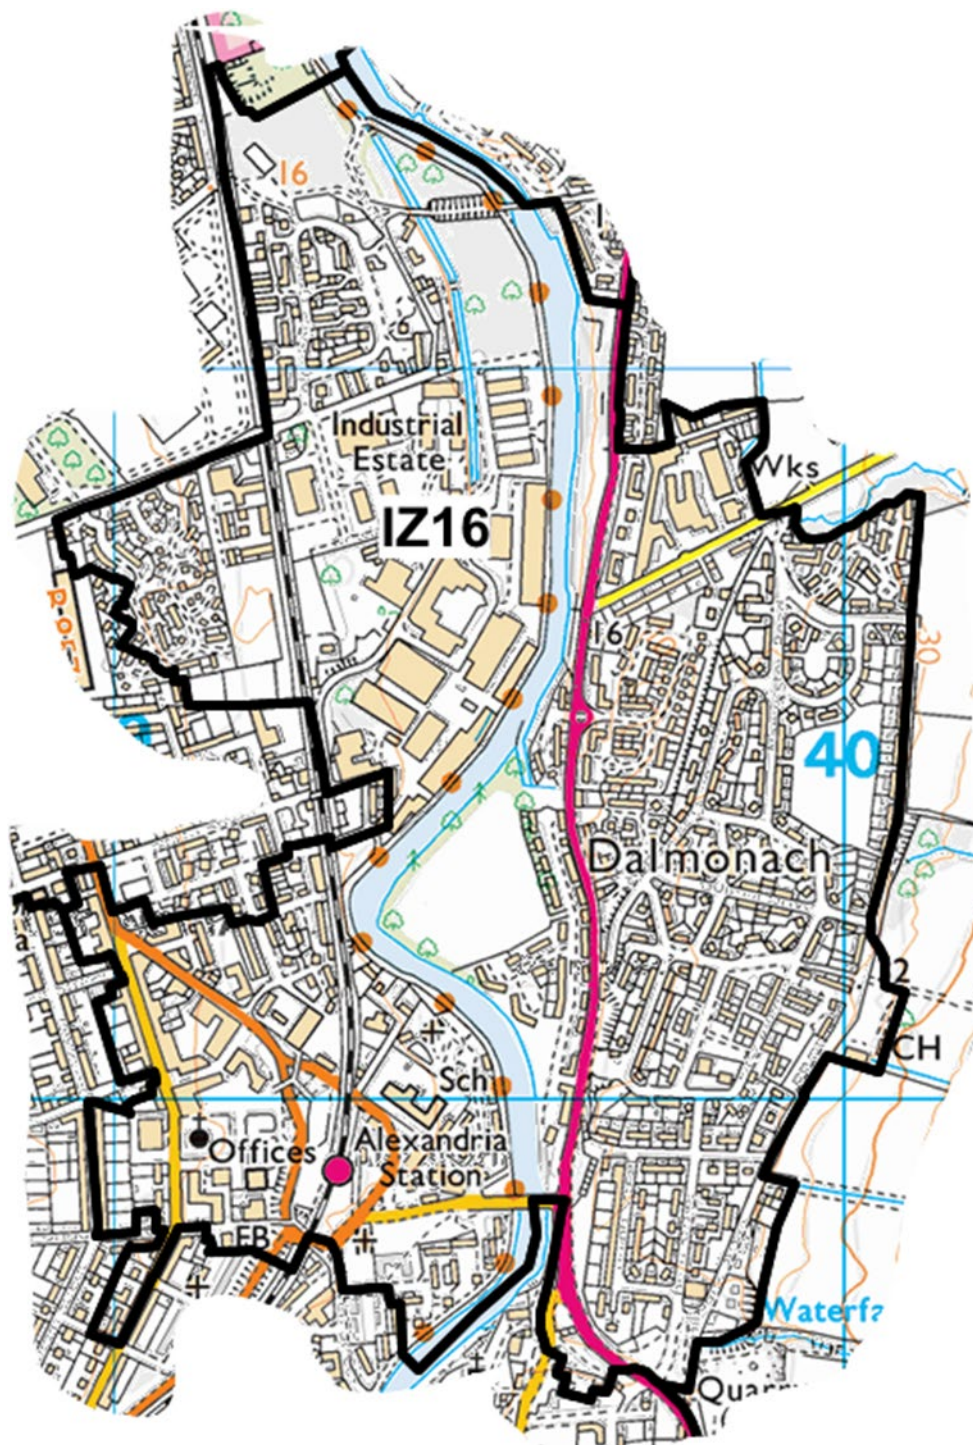 16
Industrial
Estate
Wks
IZ16
16
30
40
Dalmonach
2
CH
Sch
Offices
Alexandria
Station
FB